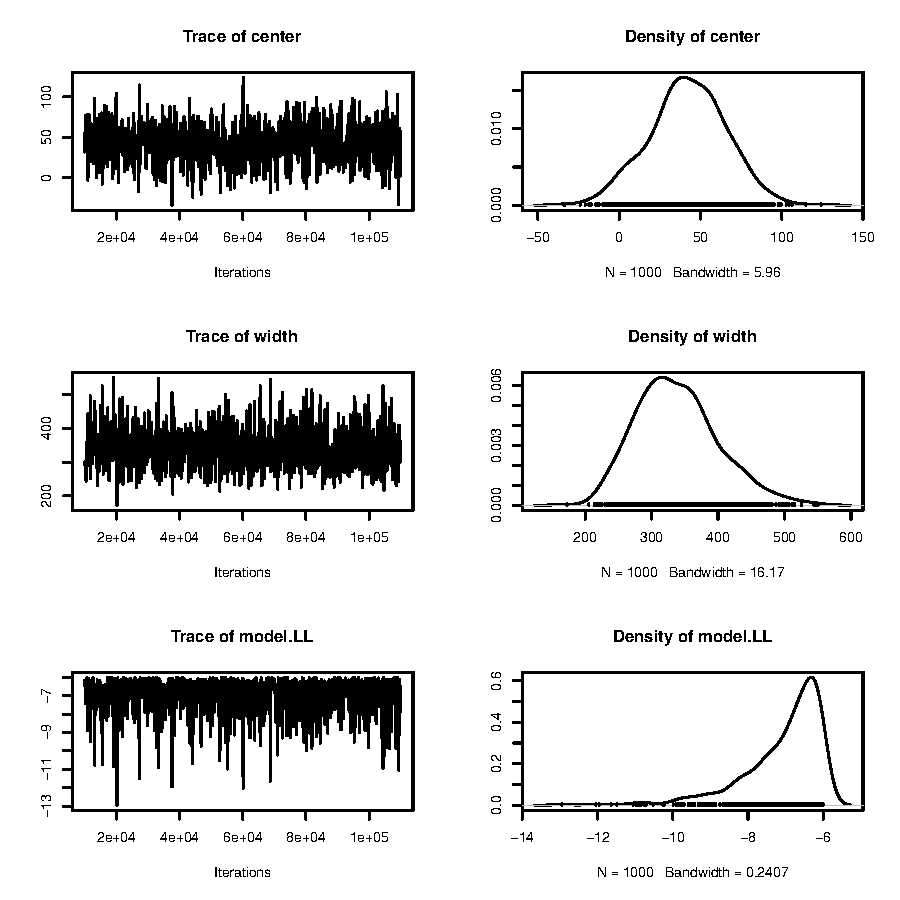 Trace of center
0 50 100
2e+04 4e+04 6e+04 8e+04 1e+05
Iterations
Density of center
0.000 0.010
−50 0 50 100 150
N = 1000 Bandwidth = 5.96
Trace of width
200 400
2e+04 4e+04 6e+04 8e+04 1e+05
Iterations
Density of width
0.000 0.003 0.006
200 300 400 500 600
N = 1000 Bandwidth = 16.17
Trace of model.LL
−13 −11 −9 −7
2e+04 4e+04 6e+04 8e+04 1e+05
Iterations
Density of model.LL
0.0 0.2 0.4 0.6
−14 −12 −10 −8 −6
N = 1000 Bandwidth = 0.2407